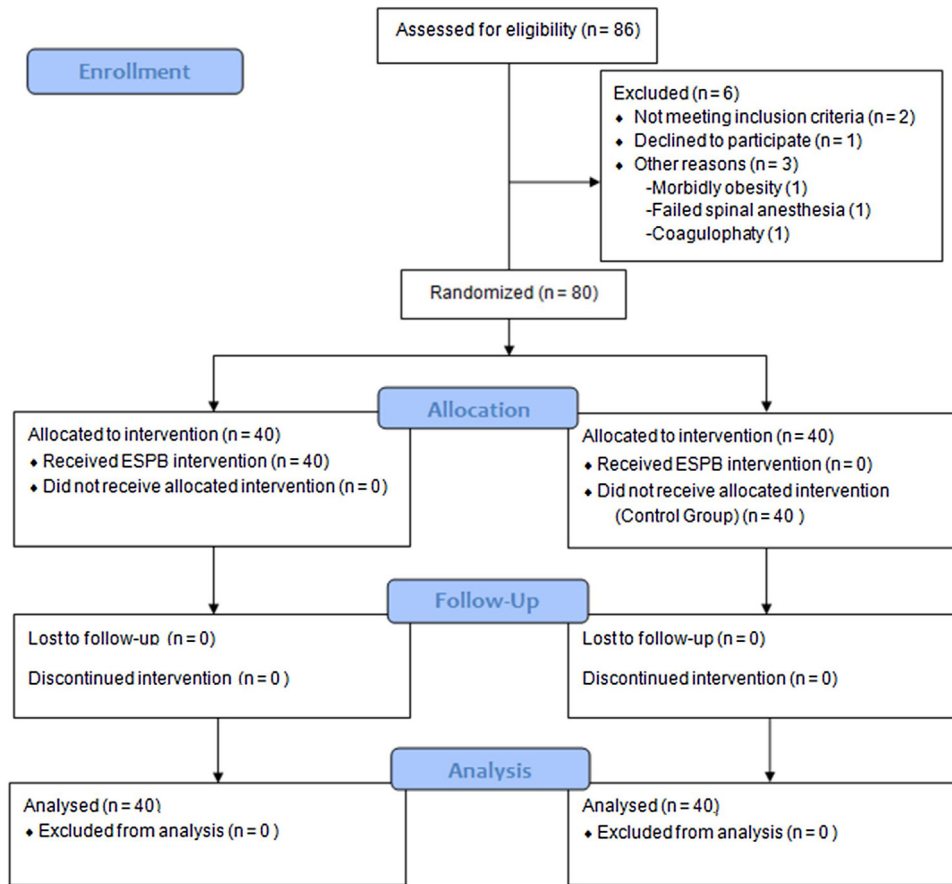 Assessed for eligibility (n = 86)
Enrollment
Excluded (n = 6)
♦ Not meeting inclusion criteria (n = 2)
♦ Declined to participate (n = 1)
♦ Other reasons (n = 3)
-Morbidly obesity (1)
-Failed spinal anesthesia (1)
-Coagulophaty (1)
Randomized (n = 80)
Allocation
Allocated to intervention (n = 40)
♦ Received ESPB intervention (n = 40)
♦ Did not receive allocated intervention (n = 0)
Allocated to intervention (n = 40)
♦ Received ESPB intervention (n = 0)
♦ Did not receive allocated intervention
(Control Group) (n = 40 )
Follow-Up
Lost to follow-up (n = 0)
Discontinued intervention (n = 0 )
Lost to follow-up (n = 0)
Discontinued intervention (n = 0)
Analysis
Analysed (n = 40)
♦ Excluded from analysis (n = 0 )
Analysed (n = 40)
♦ Excluded from analysis (n = 0 )